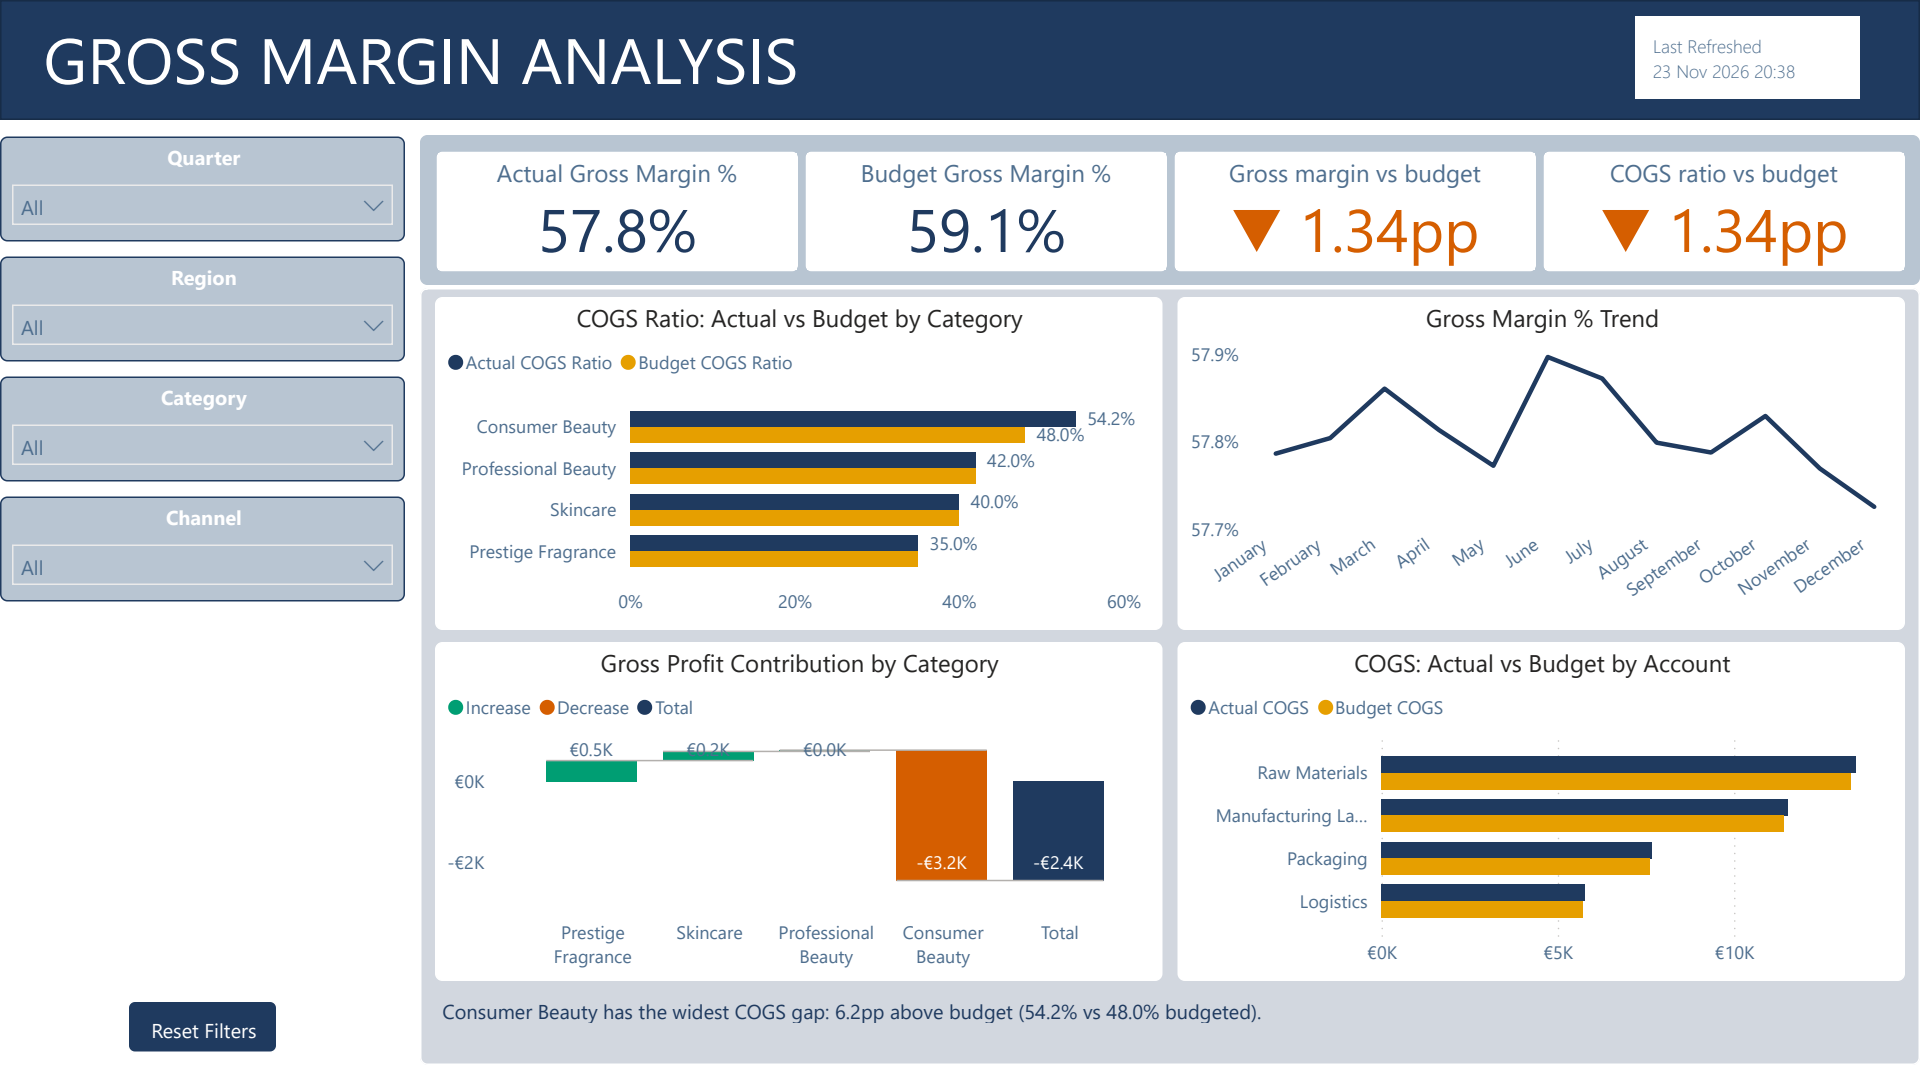 GROSS MARGIN ANALYSIS
Last Refreshed
23 Nov 2026 20:38
Quarter
All
Region
All
Category
All
Channel
All
Reset Filters
Actual Gross Margin %
57.8%
Budget Gross Margin %
59.1%
Gross margin vs budget
▼ 1.34pp
COGS ratio vs budget
▼ 1.34pp
COGS Ratio: Actual vs Budget by Category
Actual COGS Ratio Budget COGS Ratio
Consumer Beauty 54.2%
48.0%
Professional Beauty 42.0%
Skincare 40.0%
Prestige Fragrance 35.0%
0% 20% 40% 60%
Gross Margin % Trend
57.9%
57.8%
57.7%
January February March April May June July August September October November December
Gross Profit Contribution by Category
Increase Decrease Total
€0.5K €0.2K €0.0K
€0K
-€2K -€3.2K -€2.4K
Prestige Skincare Professional Consumer Total
Fragrance Beauty Beauty
COGS: Actual vs Budget by Account
Actual COGS Budget COGS
Raw Materials
Manufacturing La...
Packaging
Logistics
€0K €5K €10K
Consumer Beauty has the widest COGS gap: 6.2pp above budget (54.2% vs 48.0% budgeted).